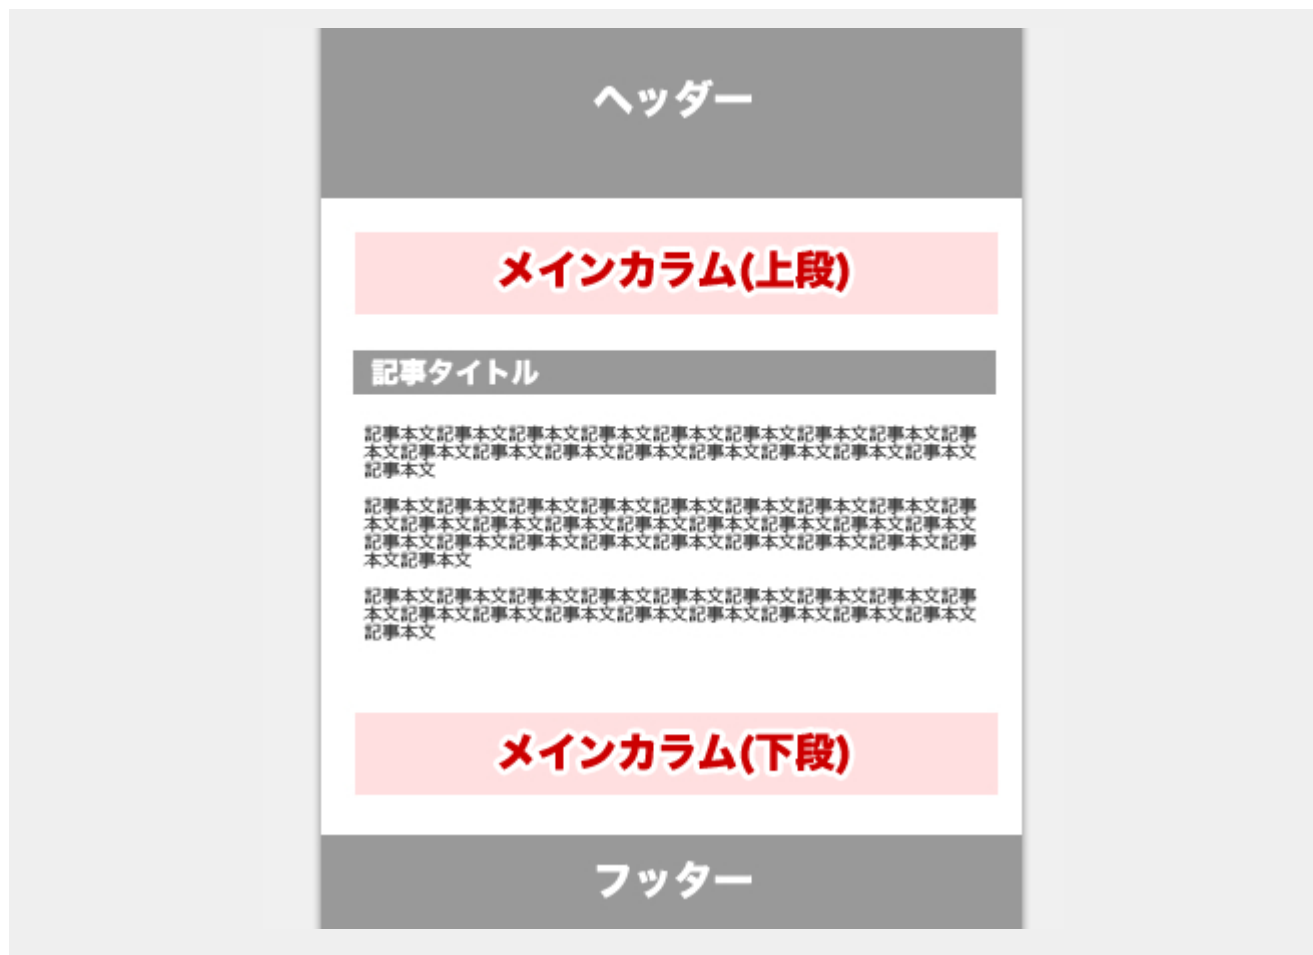 ヘッダー
メインカラム(上段)
記事タイトル
記事本文記事本文記事本文記事本文記事本文記事本文記事本文記事本文記事
本文記事本文記事本文記事本文記事本文記事本文記事本文記事本文記事本文
記事本文
記事本文記事本文記事本文記事本文記事本文記事本文記事本文記事本文記事
本文記事本文記事本文記事本文記事本文記事本文記事本文記事本文記事本文
記事本文記事本文記事本文記事本文記事本文記事本文記事本文記事本文記事
本文記事本文
記事本文記事本文記事本文記事本文記事本文記事本文記事本文記事本文記事
本文記事本文記事本文記事本文記事本文記事本文記事本文記事本文記事本文
記事本文
メインカラム(下段)
フッター